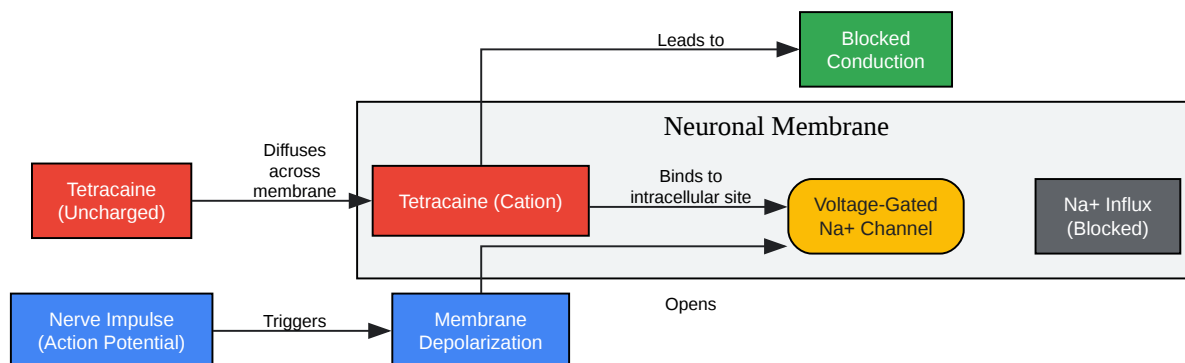 Leads to
Blocked
Conduction
Neuronal Membrane
Diffuses
across
membrane
Tetracaine
(Uncharged)
Tetracaine (Cation)
Binds to
intracellular site
Voltage-Gated
Na+ Channel
Na+ Influx
(Blocked)
Nerve Impulse
(Action Potential)
Triggers
Membrane
Depolarization
Opens